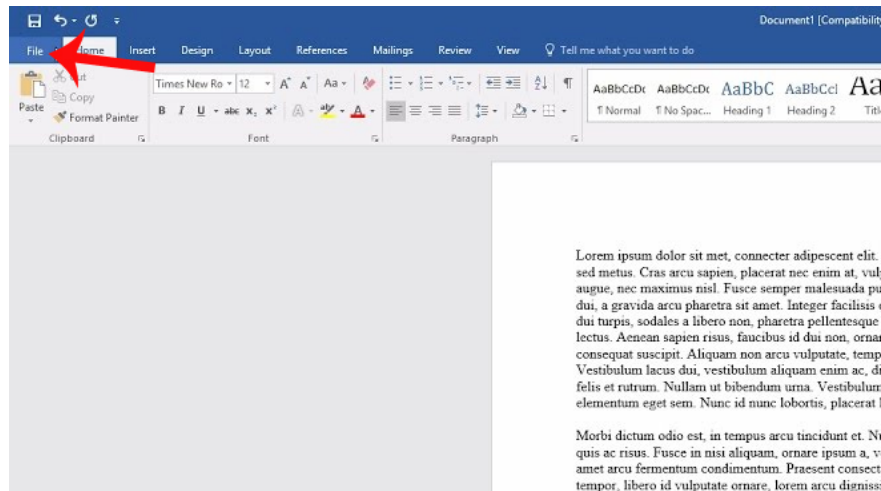 Document1 [Compatibility
File Home Insert Design Layout References Mailings Review View Tell me what you want to do
Cut
Times New Ro 12 A A Aa
AaBbCcDc AaBbCcDc AaBbC AaBbCcl Aa
Copy
Paste
Format Painter
B I U abc x, x² A
¶ Normal ¶ No Spac... Heading 1 Heading 2 Titl
Clipboard Font Paragraph
Lorem ipsum dolor sit met, connecter adipescent elit.
sed metus. Cras arcu sapien, placerat nec enim at, vul
augue, nec maximus nisl. Fusce semper malesuada pu
dui, a gravida arcu pharetra sit amet. Integer facilisis
dui turpis, sodales a libero non, pharetra pellentesque
lectus. Aenean sapien risus, faucibus id dui non, ornar
consequat suscipit. Aliquam non arcu vulputate, temp
Vestibulum lacus dui, vestibulum aliquam enim ac, di
felis et rutrum. Nullam ut bibendum urna. Vestibulum
elementum eget sem. Nunc id nunc lobortis, placerat
Morbi dictum odio est, in tempus arcu tincidunt et. Nu
quis ac risus. Fusce in nisi aliquam, ornare ipsum a, v
amet arcu fermentum condimentum. Praesent consect
tempor, libero id vulputate ornare, lorem arcu digniss